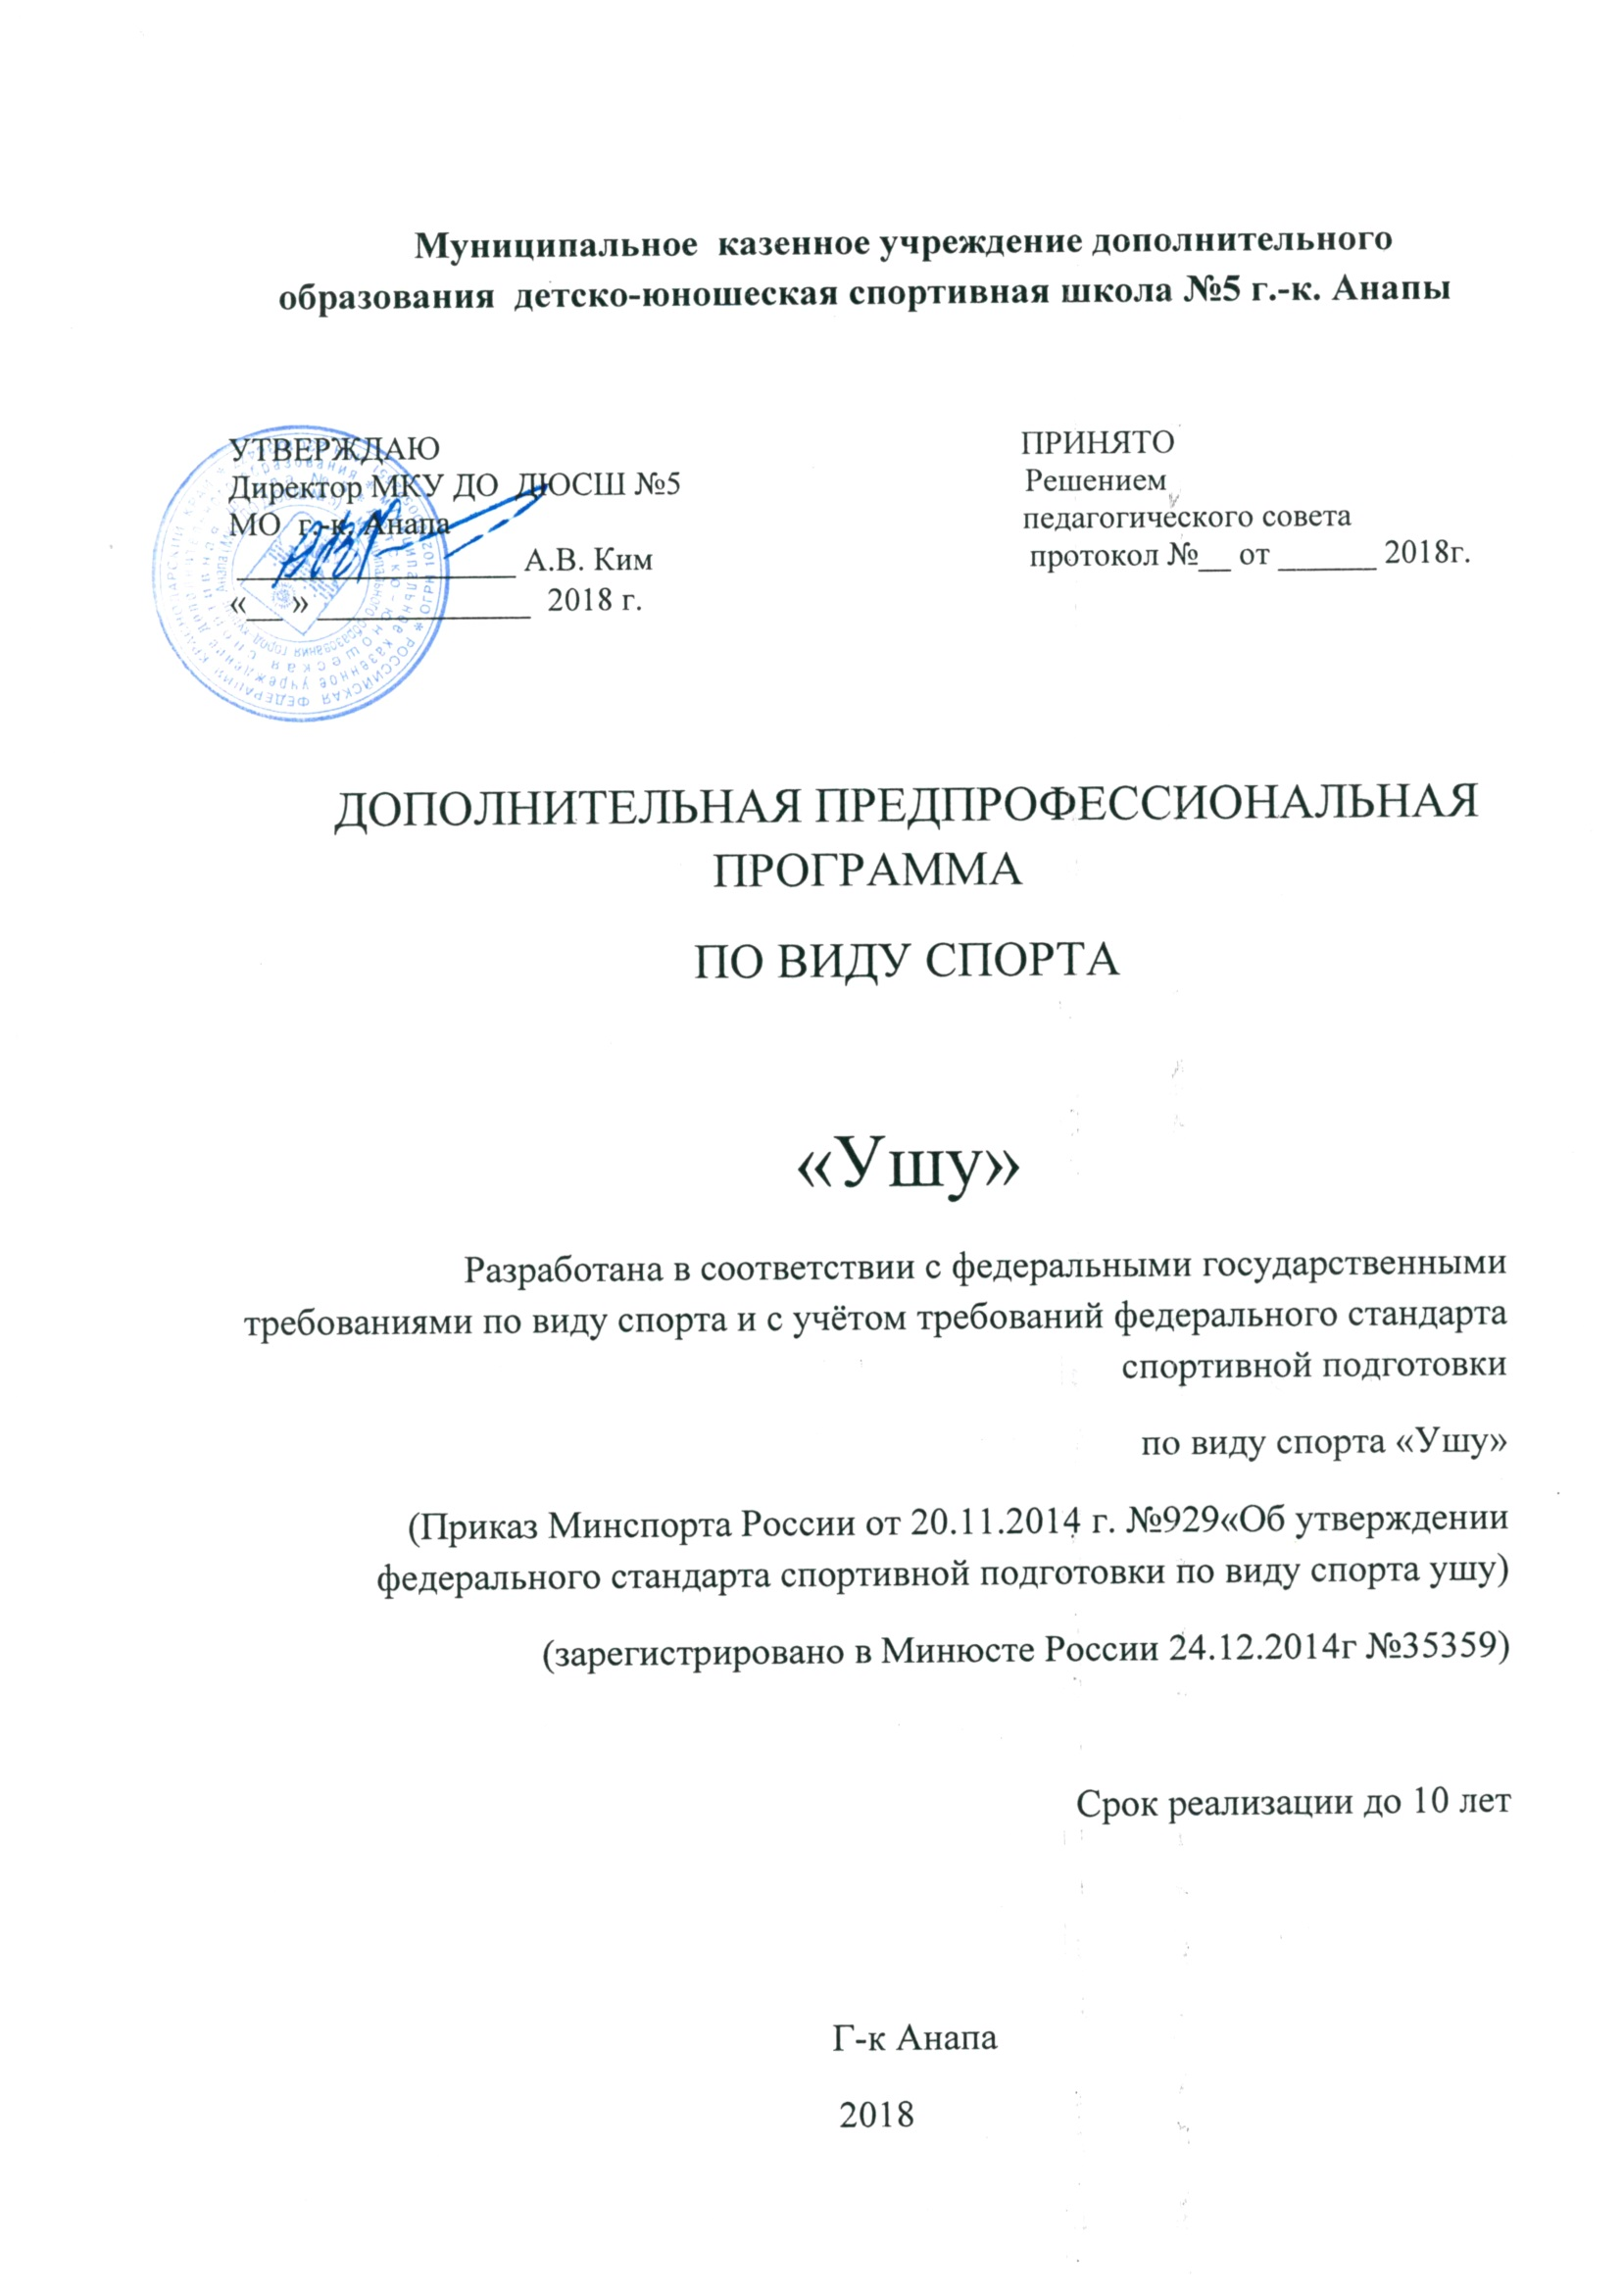 Муниципальное казенное учреждение дополнительного
образования детско-юношеская спортивная школа №5 г.-к. Анапы
УТВЕРЖДАЮ
Директор МКУ ДО ДЮСШ №5
МО г.-к. Анапа
_________________ А.В. Ким
«__» _____________ 2018 г.
ПРИНЯТО
Решением
педагогического совета
протокол №__ от ______ 2018г.
ДОПОЛНИТЕЛЬНАЯ ПРЕДПРОФЕССИОНАЛЬНАЯ
ПРОГРАММА
ПО ВИДУ СПОРТА
«Ушу»
Разработана в соответствии с федеральными государственными
требованиями по виду спорта и с учётом требований федерального стандарта
спортивной подготовки
по виду спорта «Ушу»
(Приказ Минспорта России от 20.11.2014 г. №929«Об утверждении
федерального стандарта спортивной подготовки по виду спорта ушу)
(зарегистрировано в Минюсте России 24.12.2014г №35359)
Срок реализации до 10 лет
Г-к Анапа
2018